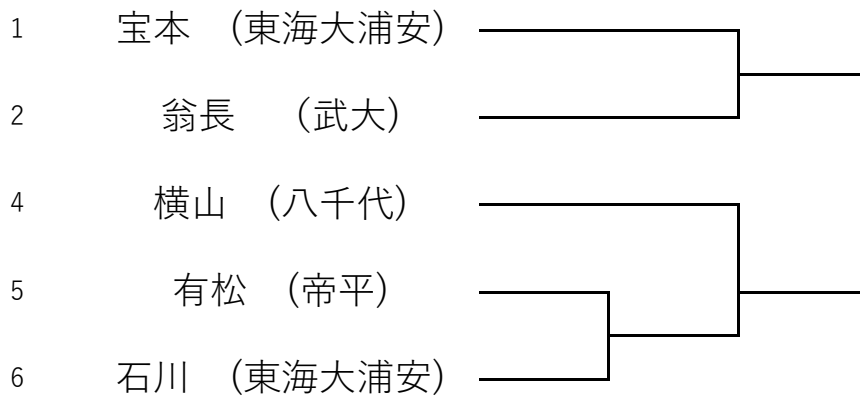 1 宝本 (東海大浦安)
2 翁長 (武大)
4 横山 (八千代)
5 有松 (帝平)
6 石川 (東海大浦安)